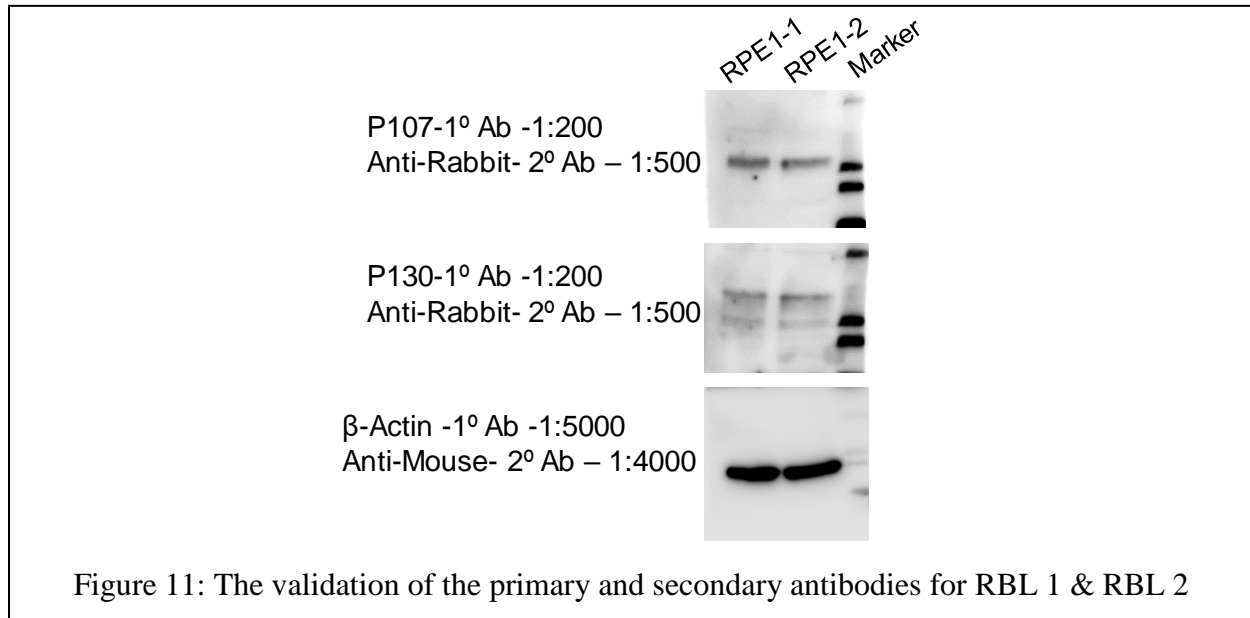 RPE1-1 RPE1-2 Marker
P107-1º Ab -1:200
Anti-Rabbit- 2º Ab – 1:500
P130-1º Ab -1:200
Anti-Rabbit- 2º Ab – 1:500
β-Actin -1º Ab -1:5000
Anti-Mouse- 2º Ab – 1:4000
Figure 11: The validation of the primary and secondary antibodies for RBL 1 & RBL 2